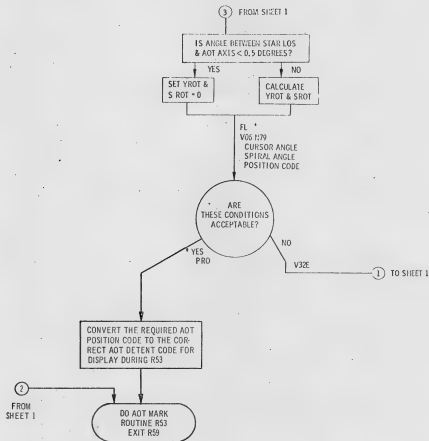 3 FROM SHEET 1
IS ANGLE BETWEEN STAR LOS
& AOT AXIS < 0.5 DEGREES?
YES
NO
SET YROT &
S ROT = 0
CALCULATE
YROT & SROT
FL
V06 N79
CURSOR ANGLE
SPIRAL ANGLE
POSITION CODE
ARE
THESE CONDITIONS
ACCEPTABLE?
YES
PRO
NO
V32E
1 TO SHEET 1
CONVERT THE REQUIRED AOT
POSITION CODE TO THE COR-
RECT AOT DETENT CODE FOR
DISPLAY DURING R53
2
FROM
SHEET 1
DO AOT MARK
ROUTINE R53
EXIT R59